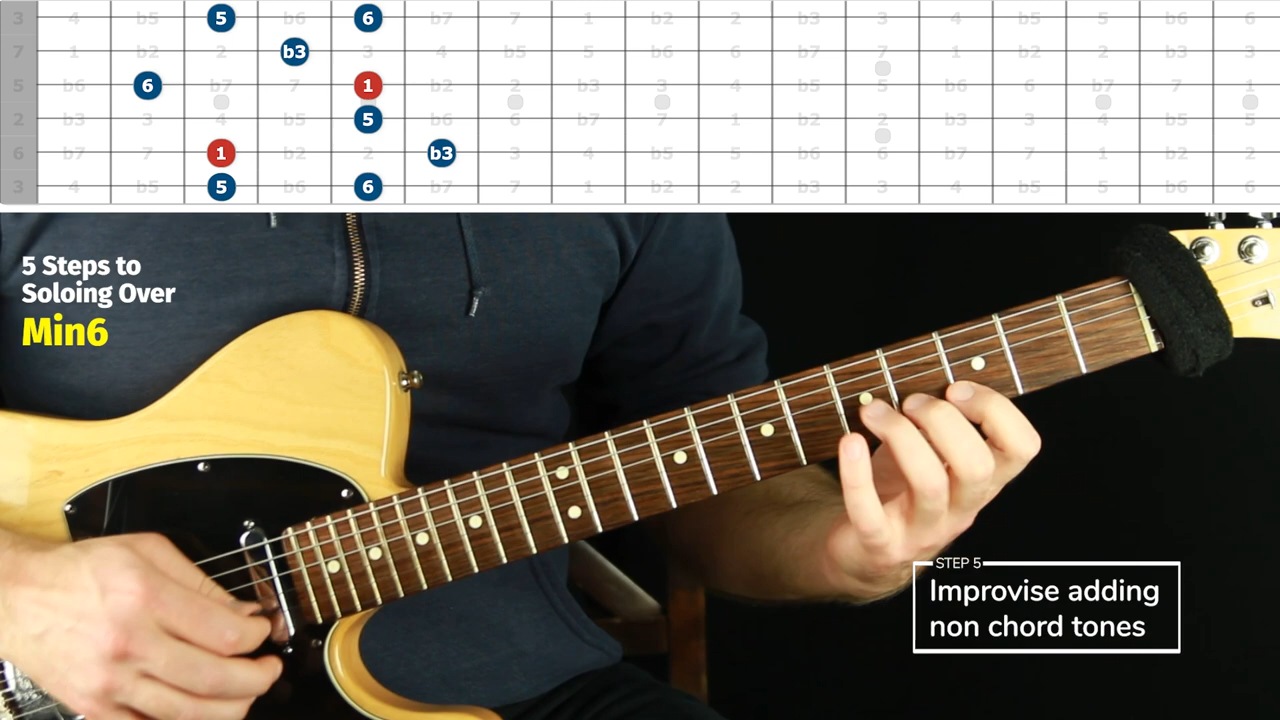 3 4 b5 5 b6 6 b7 7 1 b2 2 b3 3 4 b5 5 b6 6
7 1 b2 2 b3 3 4 b5 5 b6 6 b7 7 1 b2 2 b3 3
5 b6 6 b7 7 1 b2 2 b3 3 4 b5 5 b6 6 b7 7 1
2 b3 3 4 b5 5 b6 6 b7 7 1 b2 2 b3 3 4 b5 5
6 b7 7 1 b2 2 b3 3 4 b5 5 b6 6 b7 7 1 b2 2
3 4 b5 5 b6 6 b7 7 1 b2 2 b3 3 4 b5 5 b6 6
5 Steps to
Soloing Over
Min6
STEP 5
Improvise adding
non chord tones